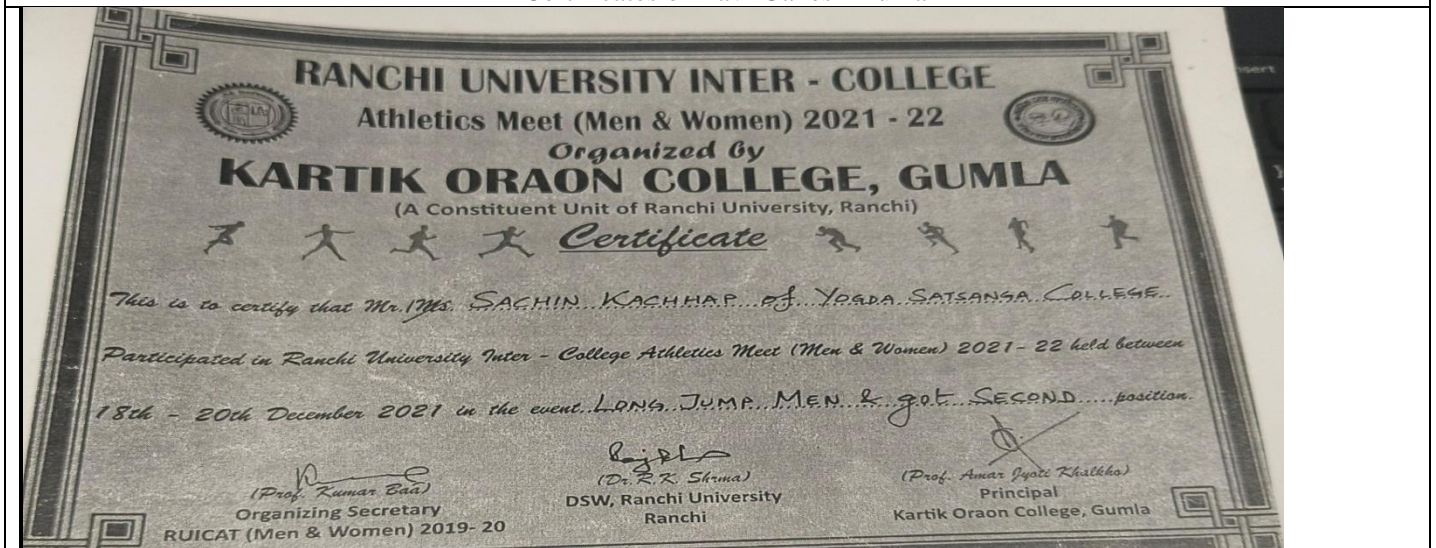 RANCHI UNIVERSITY INTER - COLLEGE
Athletics Meet (Men & Women) 2021 - 22
Organized By
KARTIK ORAON COLLEGE, GUMLA
(A Constituent Unit of Ranchi University, Ranchi)
Certificate
This is to certify that Mr./Ms. SACHIN KACHHAP of YOGDA SATSANGA COLLEGE
Participated in Ranchi University Inter - College Athletics Meet (Men & Women) 2021- 22 held between
18th - 20th December 2021 in the event LONG JUMP MEN & got SECOND position.
(Prof. Kumar Baa)
Organizing Secretary
RUICAT (Men & Women) 2019- 20
(Dr. R.K. Shrma)
DSW, Ranchi University
Ranchi
(Prof. Amar Jyoti Khalkho)
Principal
Kartik Oraon College, Gumla